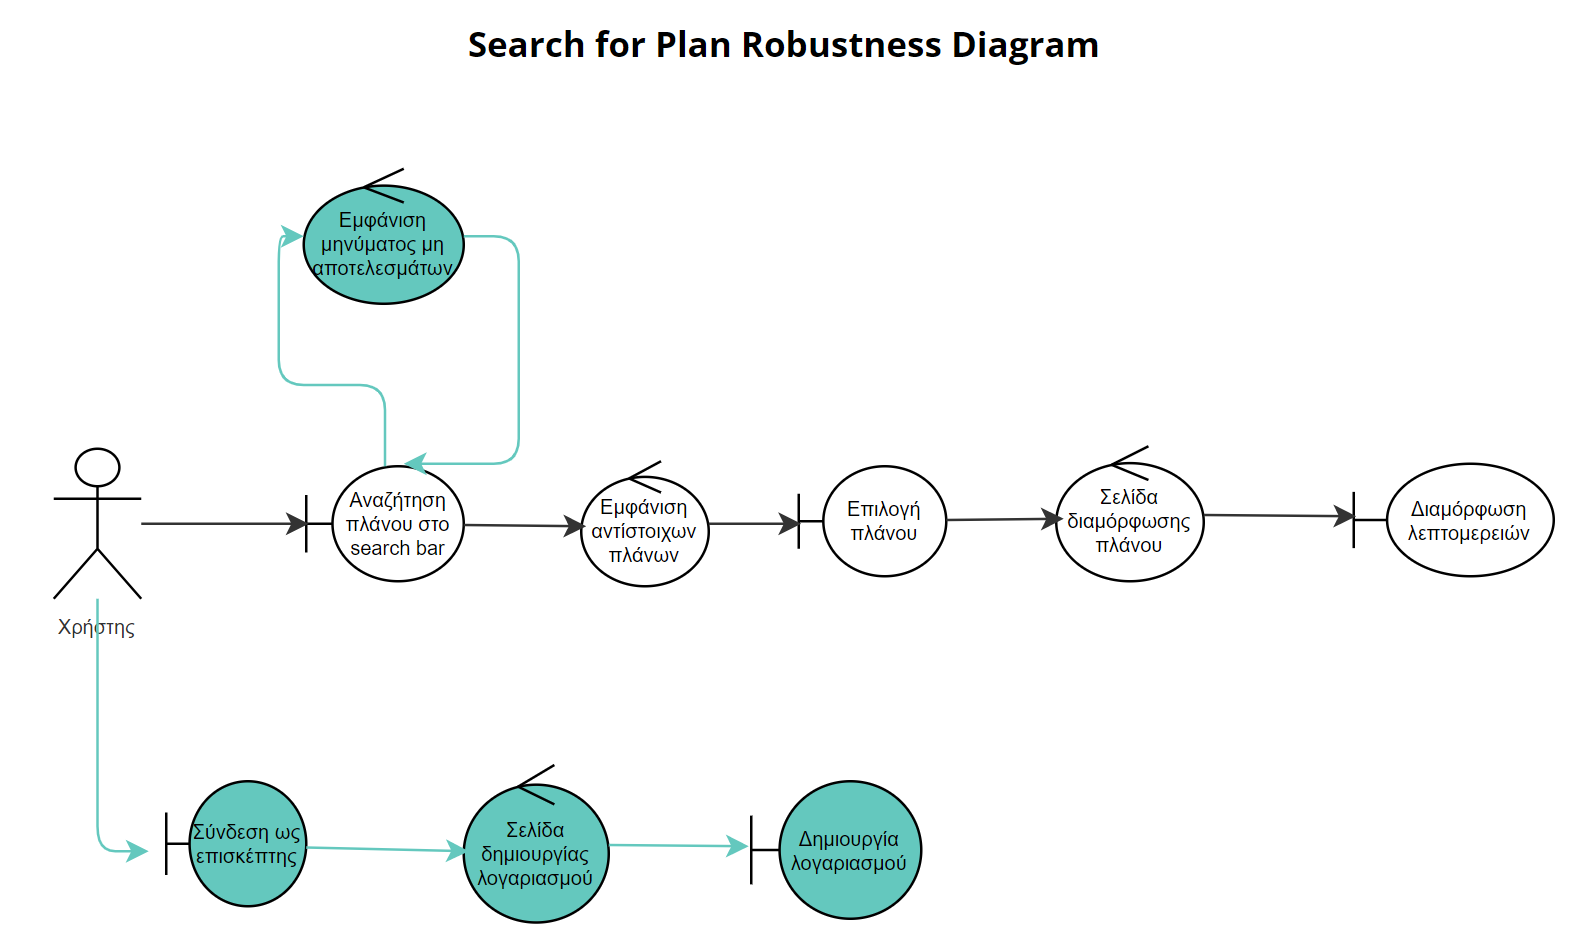 Search for Plan Robustness Diagram
Εμφάνιση
μηνύματος μη
αποτελεσμάτων
Χρήστης
Αναζήτηση
πλάνου στο
search bar
Εμφάνιση
αντίστοιχων
πλάνων
Επιλογή
πλάνου
Σελίδα
διαμόρφωσης
πλάνου
Διαμόρφωση
λεπτομερειών
Σύνδεση ως
επισκέπτης
Σελίδα
δημιουργίας
λογαριασμού
Δημιουργία
λογαριασμού